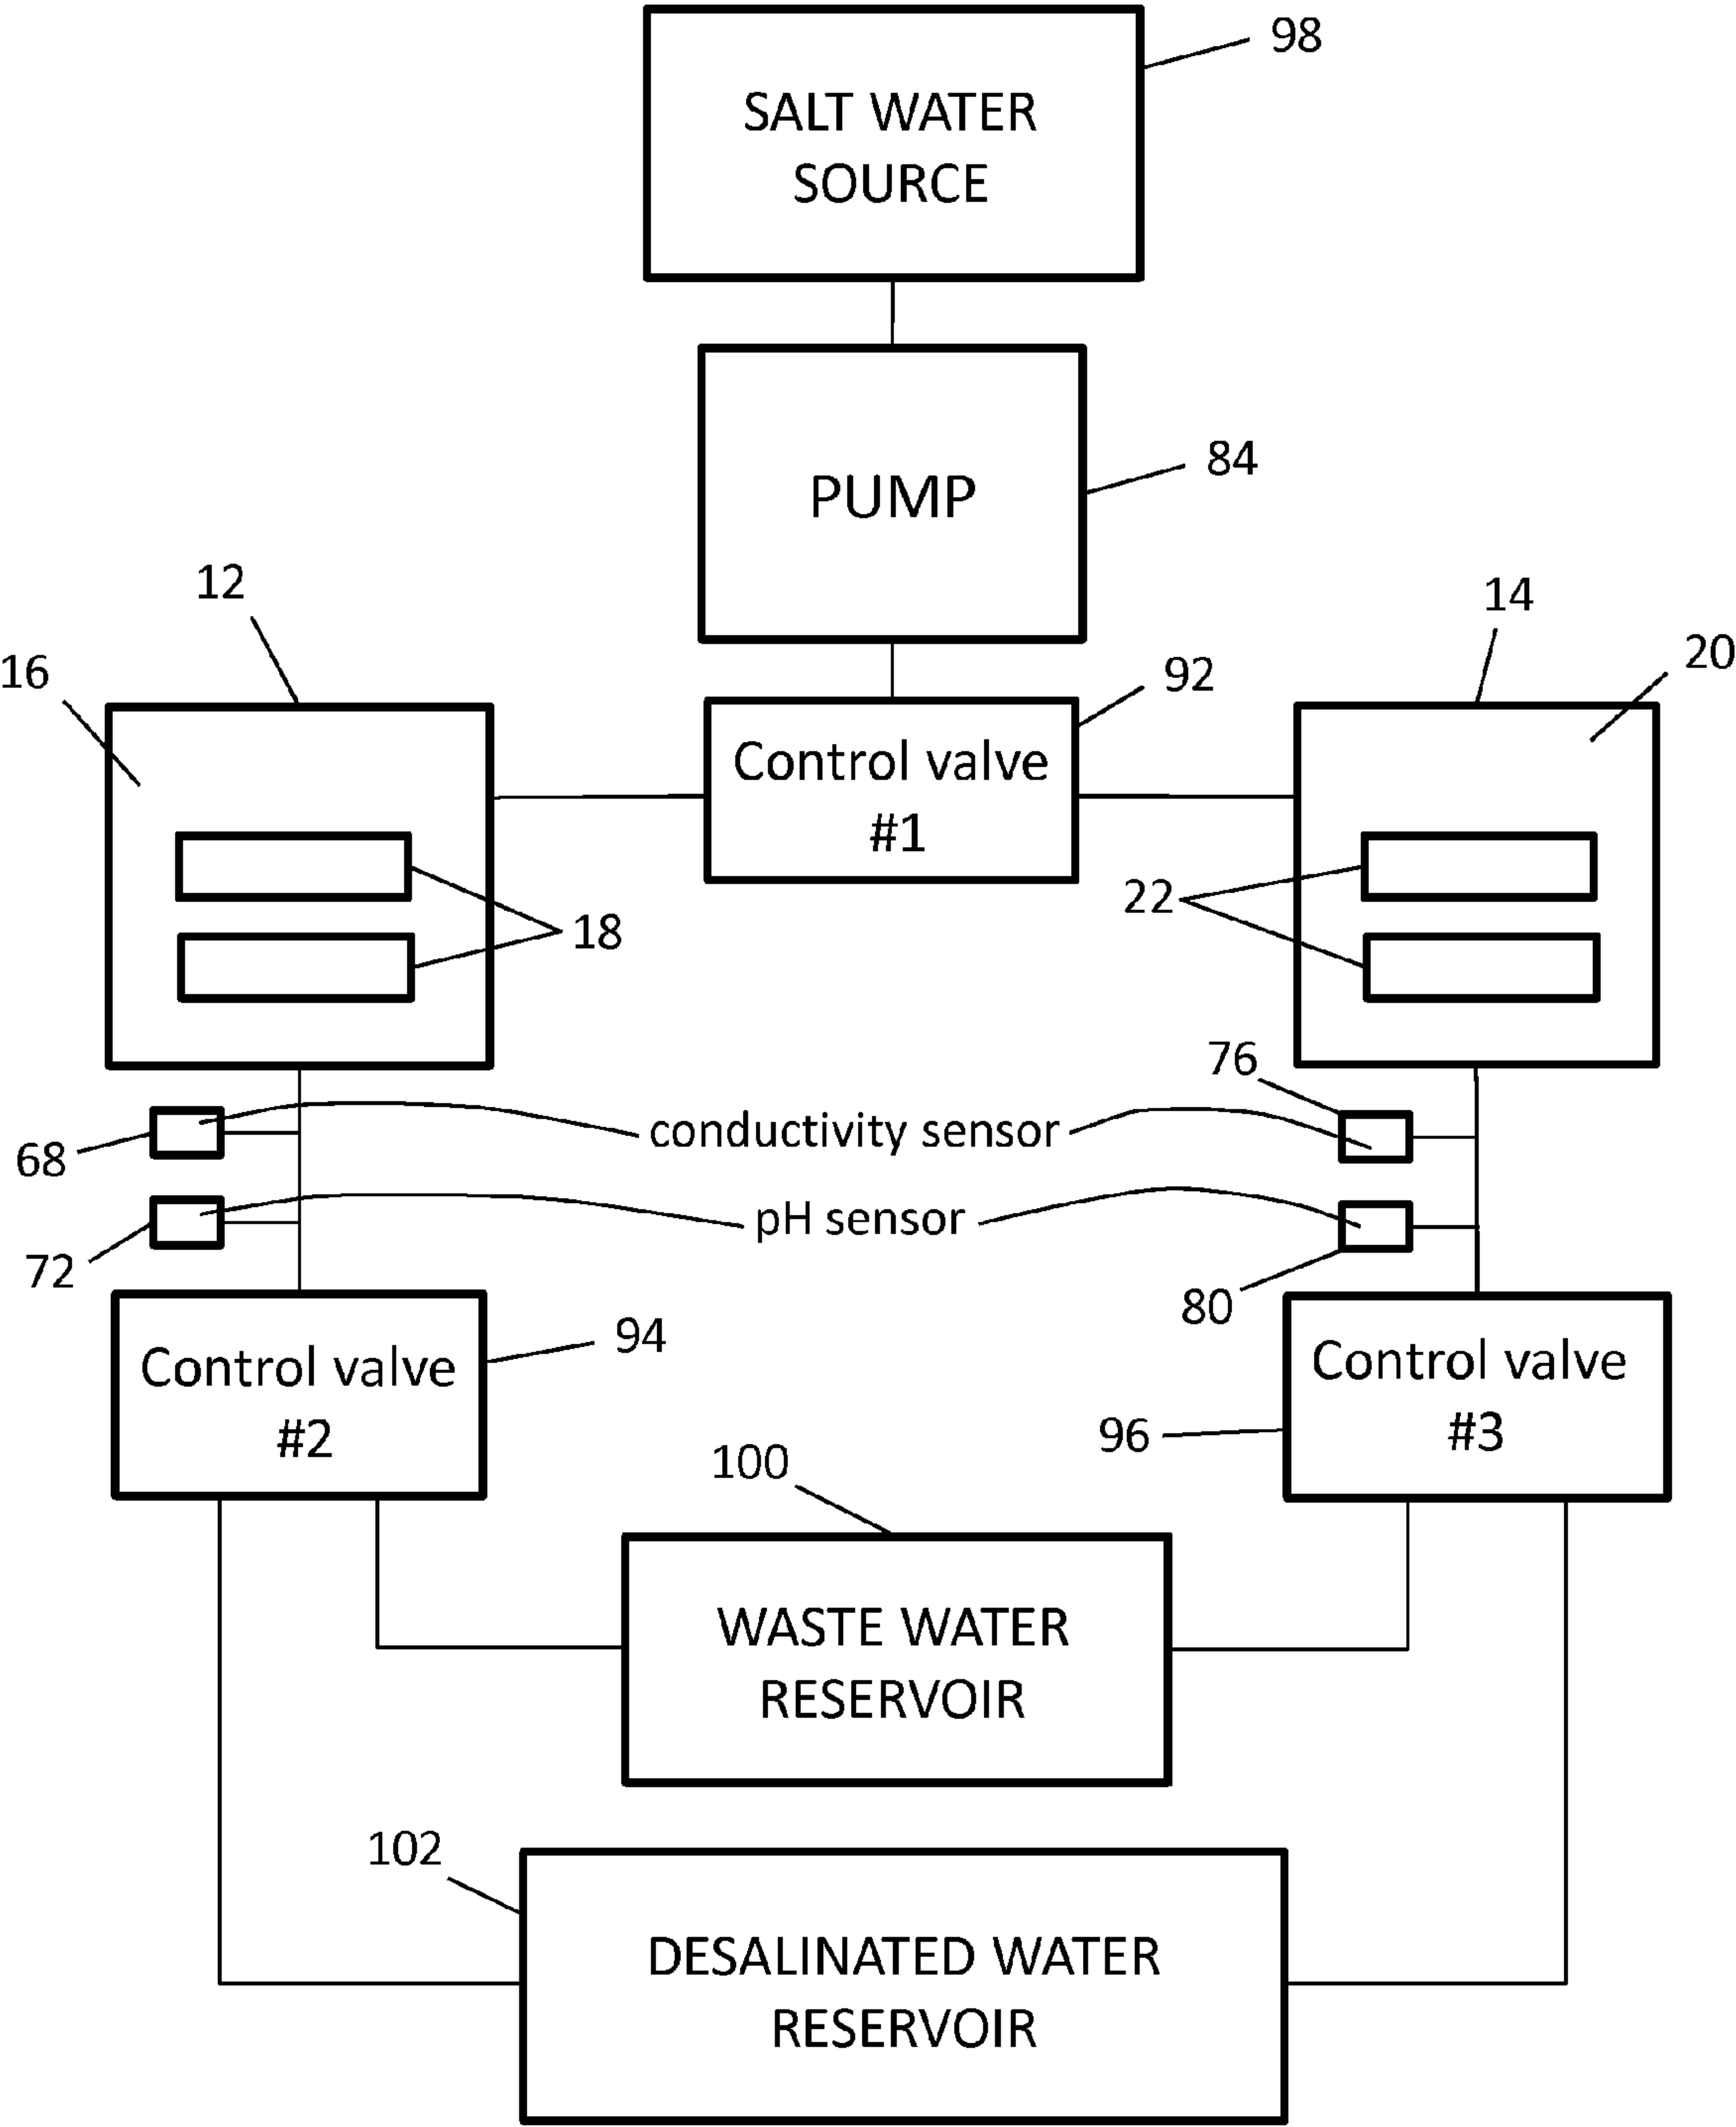 98
SALT WATER
SOURCE
84
PUMP
12
14
16
20
92
Control valve
#1
22
18
76
68
conductivity sensor
72
pH sensor
80
94
Control valve
#2
Control valve
#3
96
100
WASTE WATER
RESERVOIR
102
DESALINATED WATER
RESERVOIR